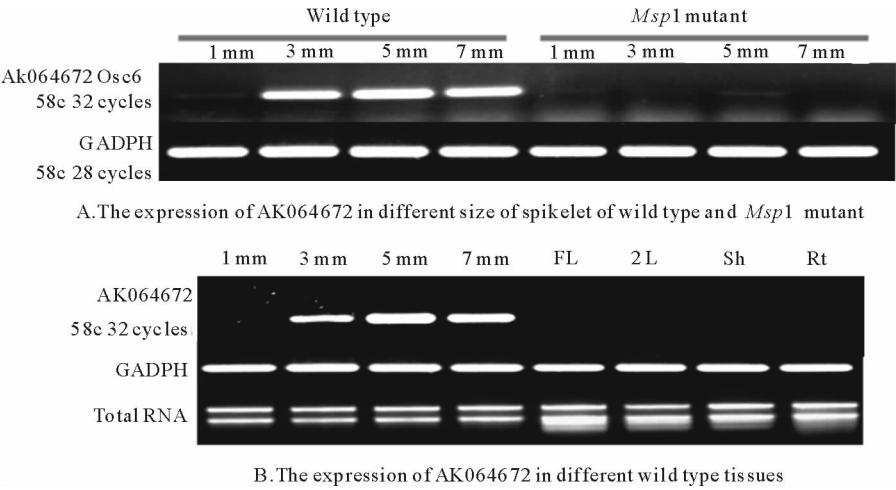 Wild type Msp1 mutant
1 mm 3 mm 5 mm 7 mm 1 mm 3 mm 5 mm 7 mm
Ak064672 Osc6
58c 32 cycles
GADPH
58c 28 cycles
A.The expression of AK064672 in different size of spikelet of wild type and Msp1 mutant
1 mm 3 mm 5 mm 7 mm FL 2 L Sh Rt
AK064672
58c 32 cycles
GADPH
Total RNA
B.The expression of AK064672 in different wild type tissues